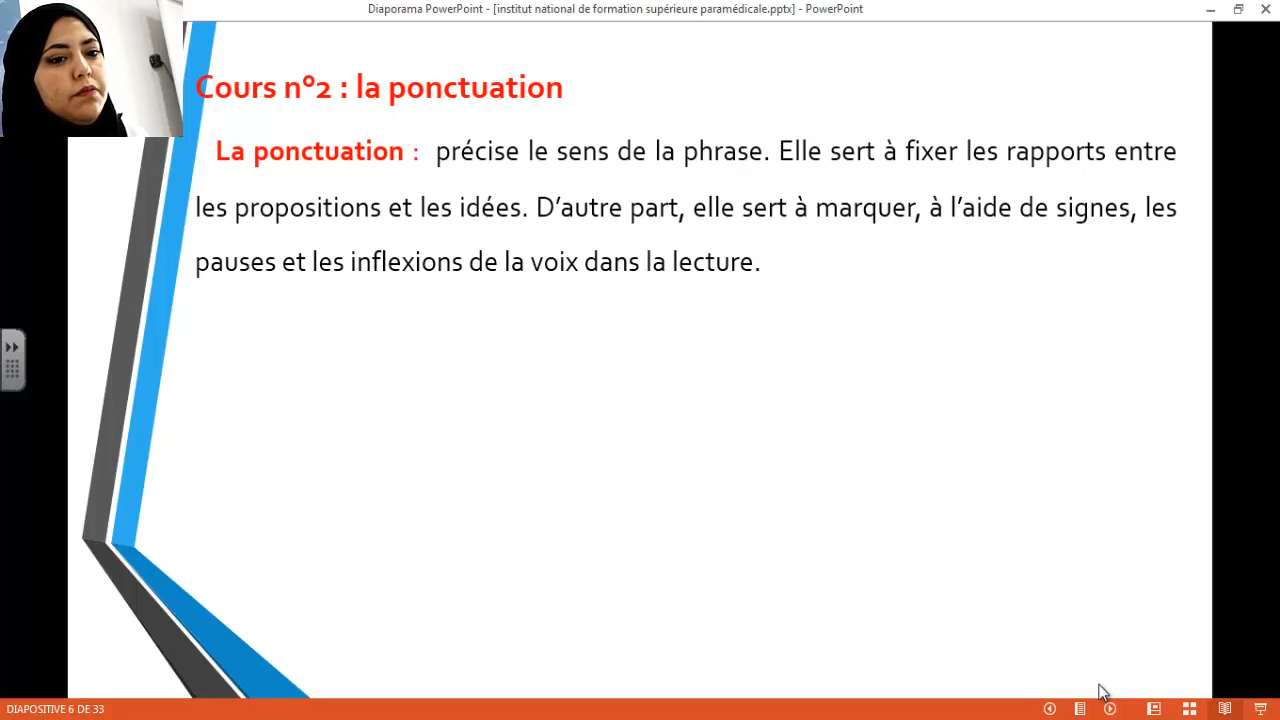 Diaporama PowerPoint - [institut national de formation supérieure paramédicale.pptx] - PowerPoint
Cours n°2 : la ponctuation
La ponctuation : précise le sens de la phrase. Elle sert à fixer les rapports entre
les propositions et les idées. D’autre part, elle sert à marquer, à l’aide de signes, les
pauses et les inflexions de la voix dans la lecture.
DIAPOSITIVE 6 DE 33